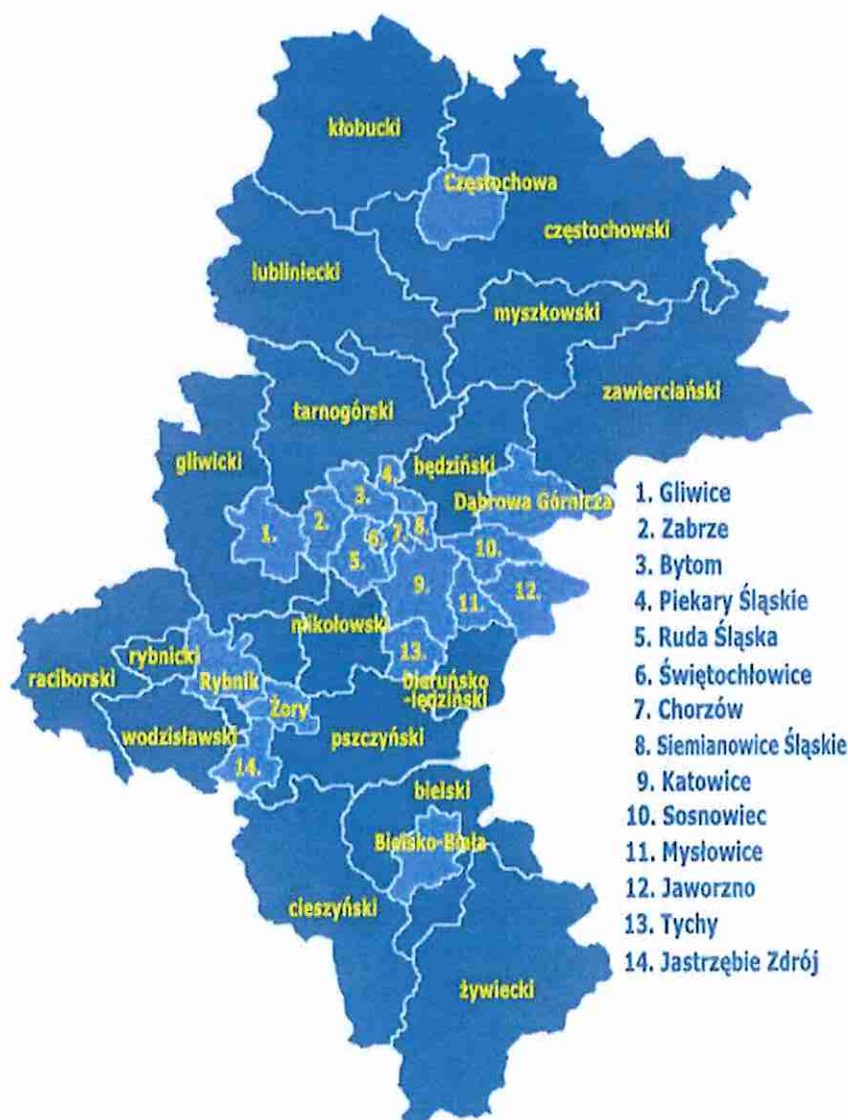 kłobucki
Częstochowa
częstochowski
lubliniecki
myszkowski
zawierciański
tarnogórski
gliwicki
będziński
Dąbrowa Górnicza
4.
3.
1.
2.
6.
7.
8.
5.
10.
9.
11.
12.
mikołowski
13.
rybnicki
raciborski
Rybnik
Bieruńsko
-lędziński
Żory
wodzisławski
pszczyński
14.
bielski
Bielsko-Biała
cieszyński
żywiecki
1. Gliwice
2. Zabrze
3. Bytom
4. Piekary Śląskie
5. Ruda Śląska
6. Świętochłowice
7. Chorzów
8. Siemianowice Śląskie
9. Katowice
10. Sosnowiec
11. Mysłowice
12. Jaworzno
13. Tychy
14. Jastrzębie Zdrój